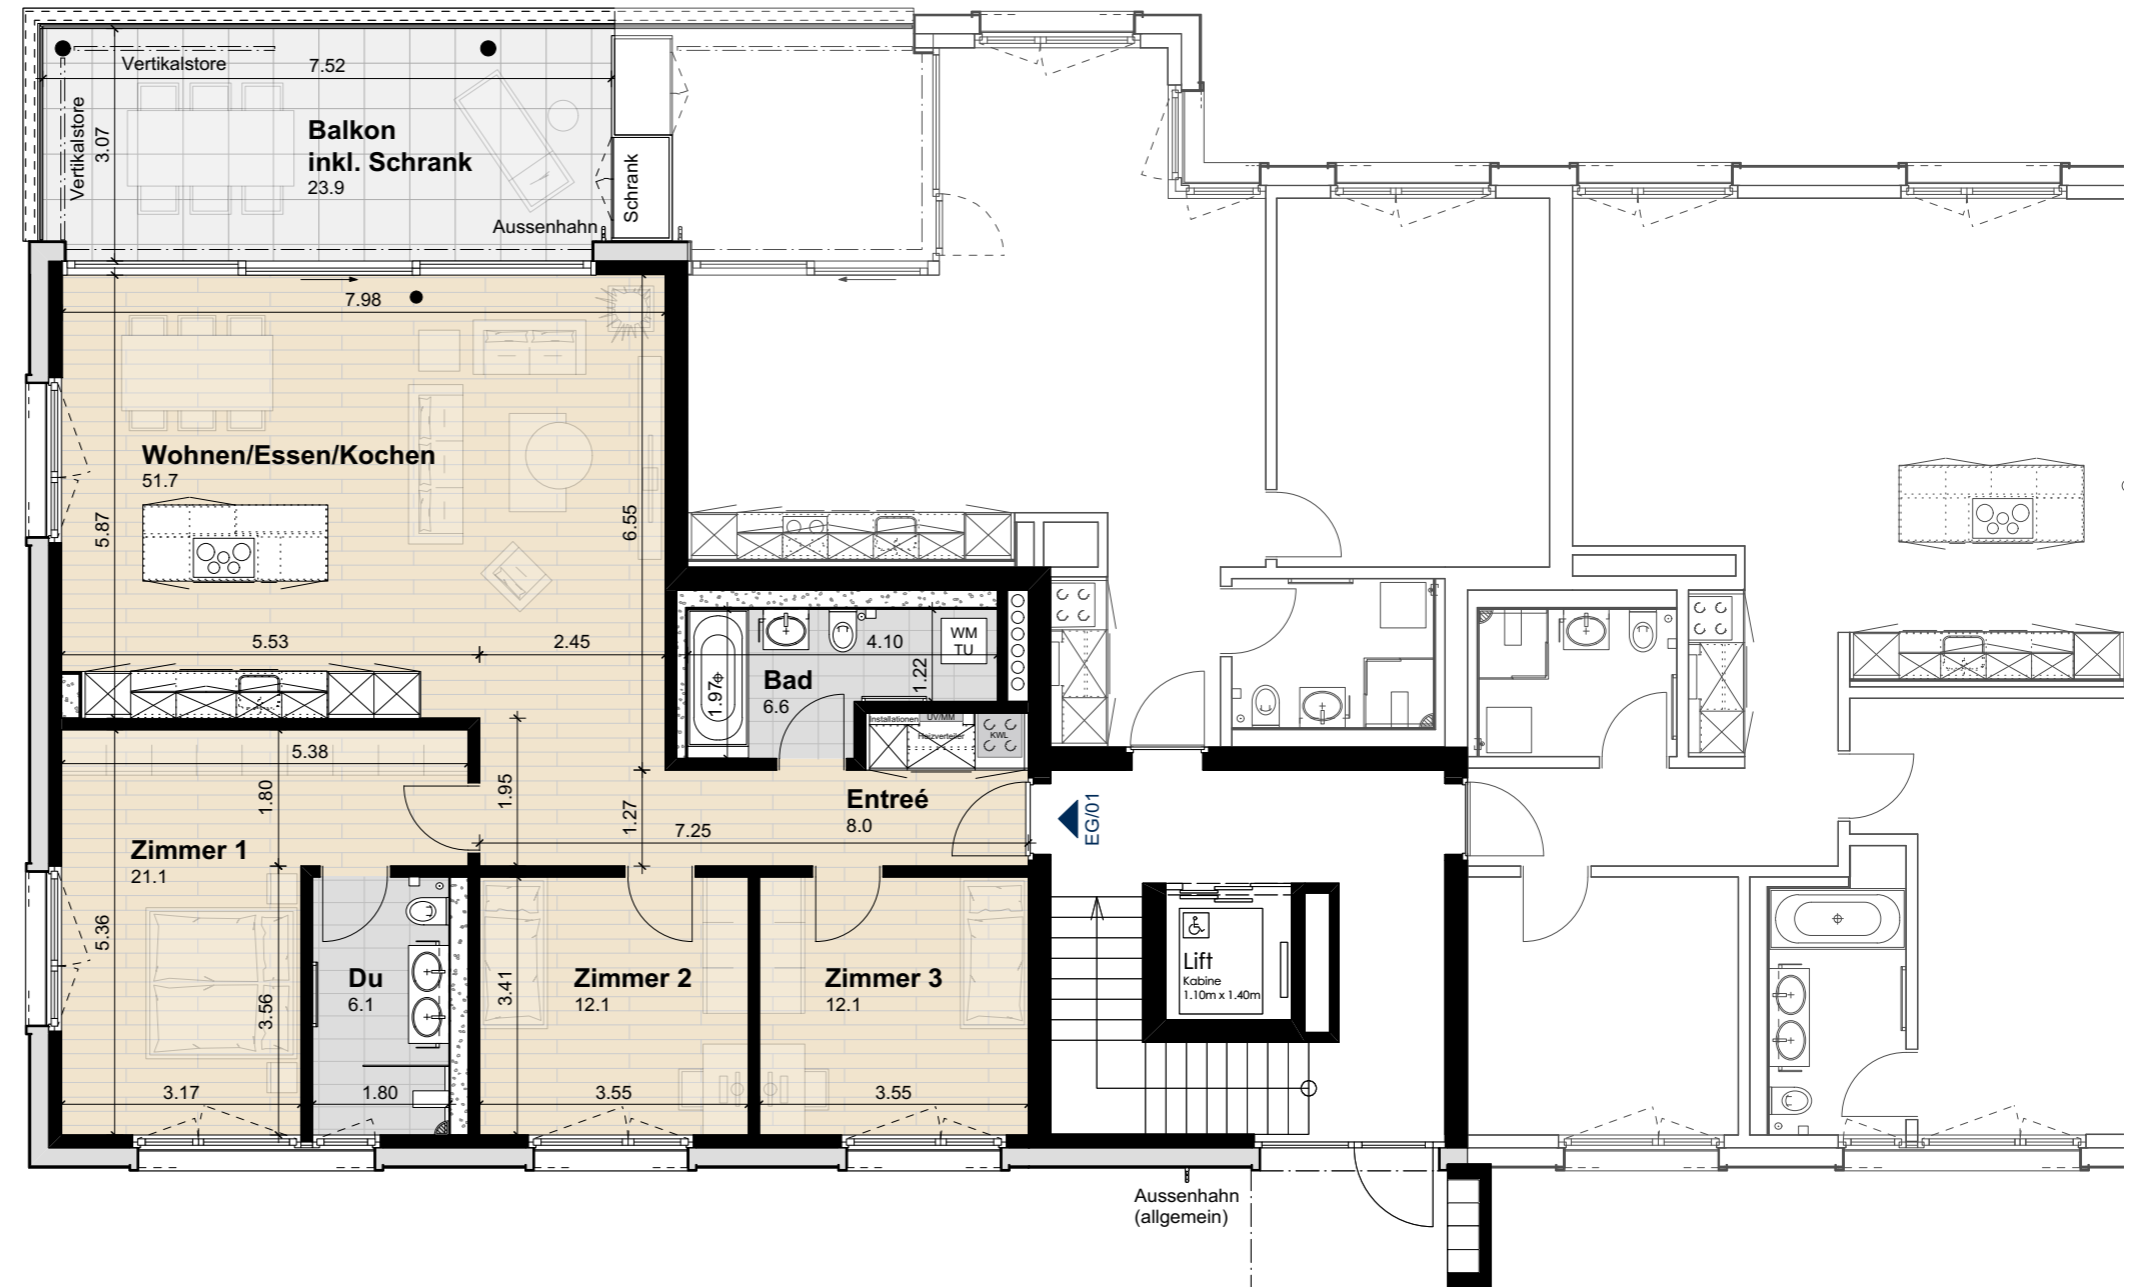 Vertikalstore
7.52
Vertikalstore
3.07
Balkon
inkl. Schrank
23.9
Schrank
Aussenhahn
7.98
Wohnen/Essen/Kochen
51.7
5.87
6.55
5.53
2.45
4.10
WM
TU
1.22
1.97
Bad
6.6
Installationen
UV/MM
Heizverteiler
KWL
5.38
1.80
1.95
1.27
7.25
Entreé
8.0
EG/01
Zimmer 1
21.1
5.36
3.56
Du
6.1
3.41
Zimmer 2
12.1
Zimmer 3
12.1
Lift
Kabine
1.10m x 1.40m
3.17
1.80
3.55
3.55
Aussenhahn
(allgemein)